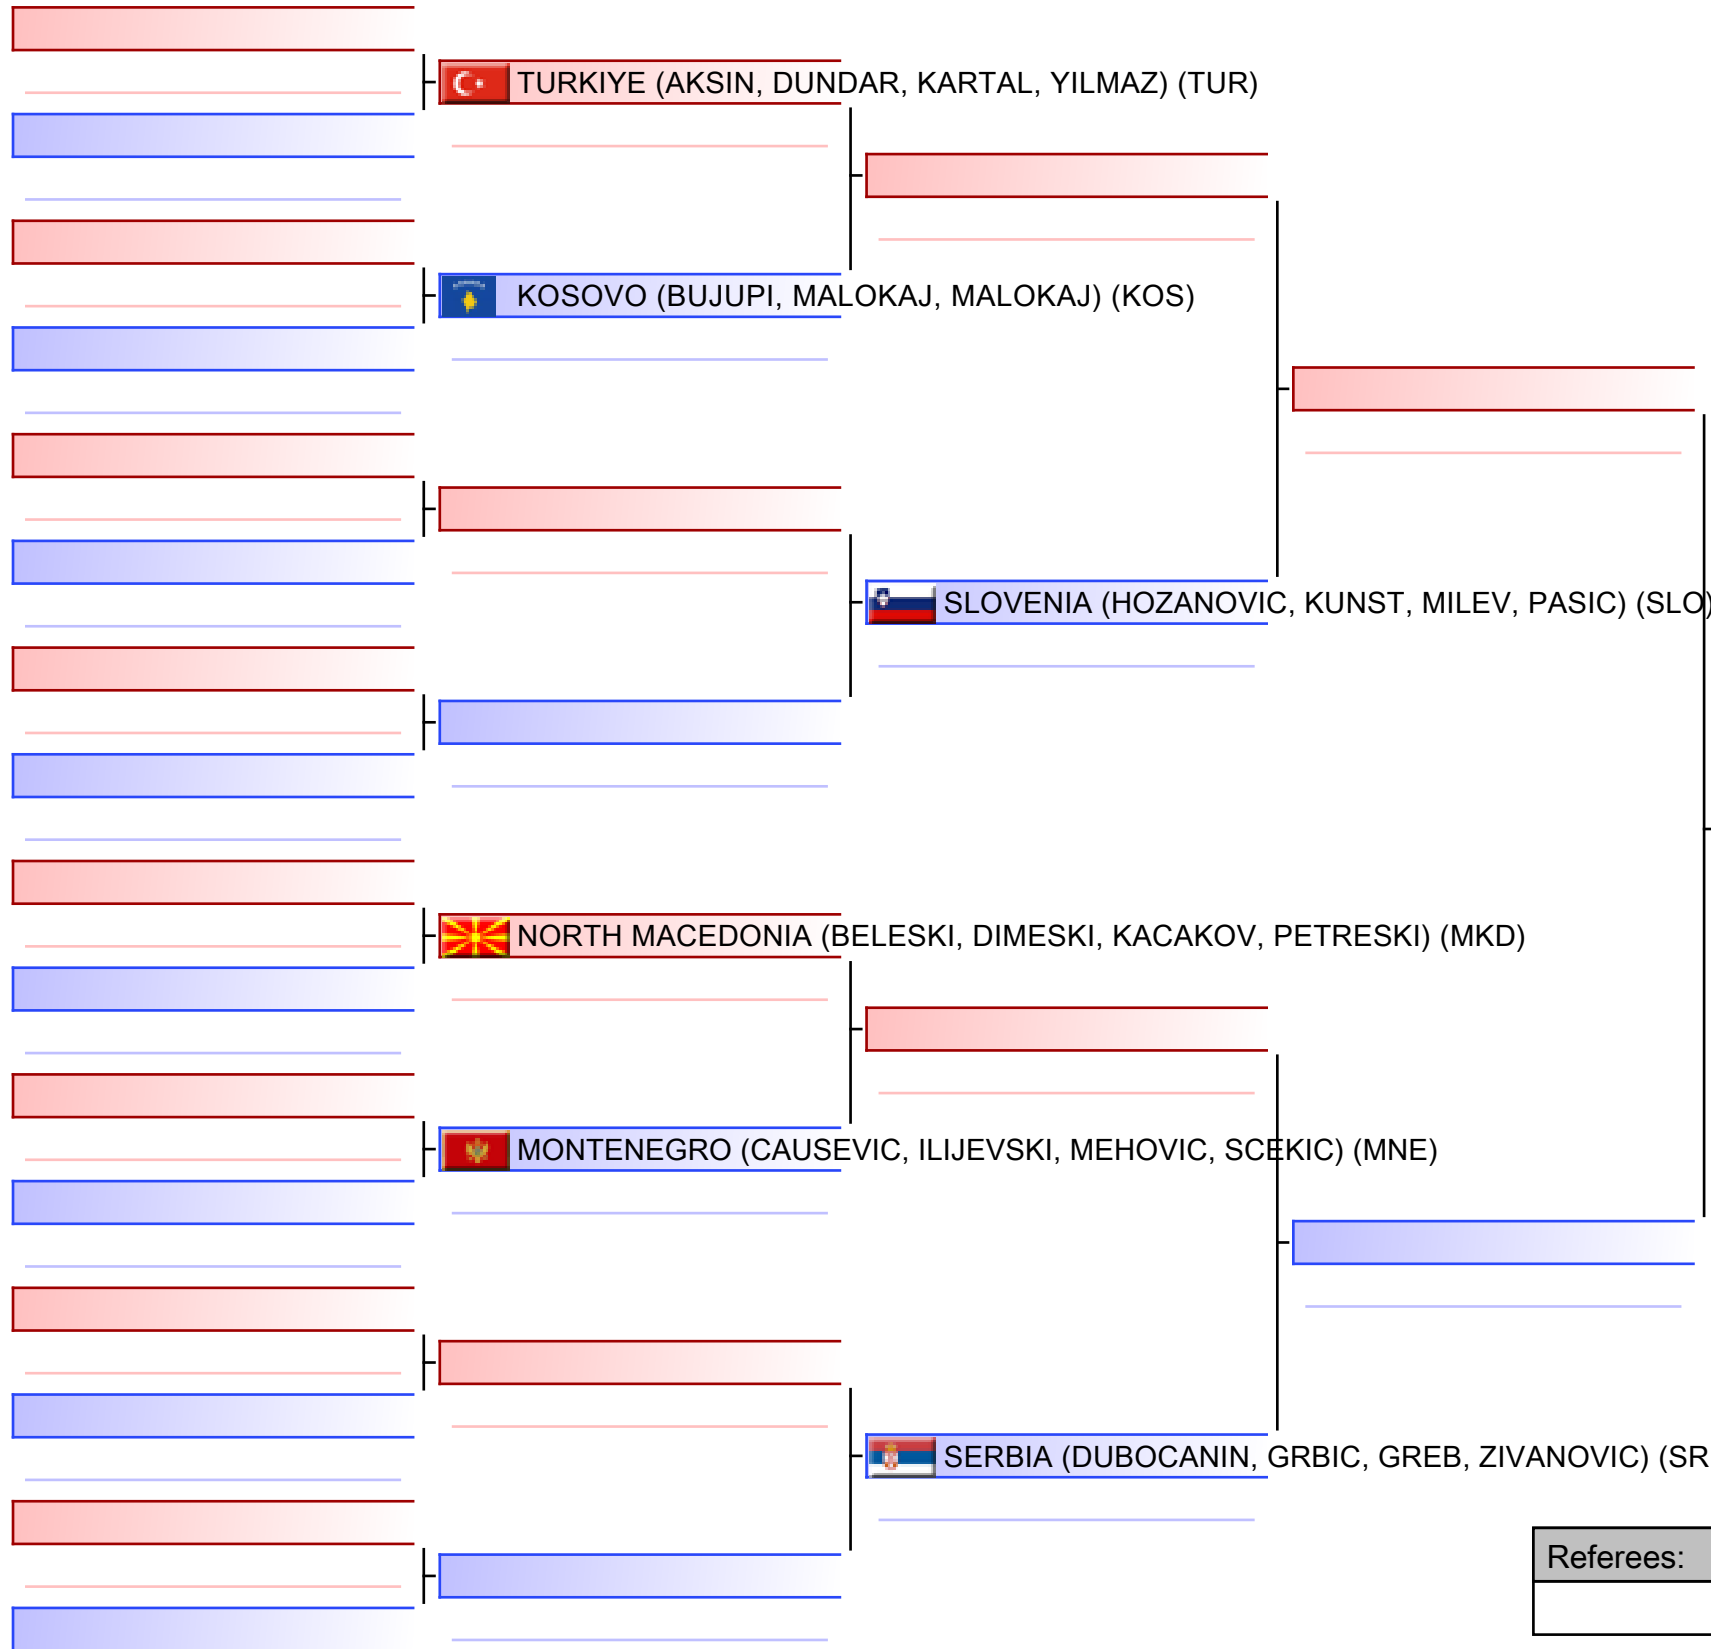 TURKIYE (AKSIN, DUNDAR, KARTAL, YILMAZ) (TUR)
KOSOVO (BUJUPI, MALOKAJ, MALOKAJ) (KOS)
SLOVENIA (HOZANOVIC, KUNST, MILEV, PASIC) (SLO)
NORTH MACEDONIA (BELESKI, DIMESKI, KACAKOV, PETRESKI) (MKD)
MONTENEGRO (CAUSEVIC, ILIJEVSKI, MEHOVIC, SCEKIC) (MNE)
SERBIA (DUBOCANIN, GRBIC, GREB, ZIVANOVIC) (SR
Referees: